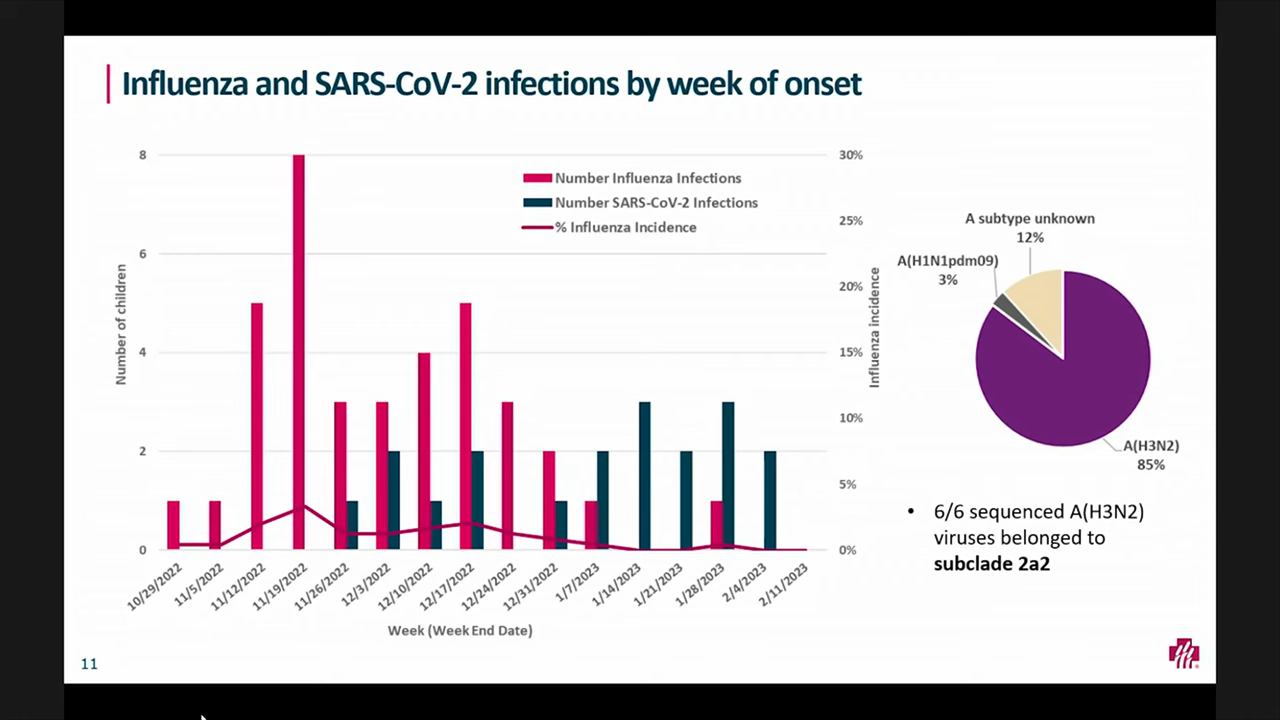 Influenza and SARS-CoV-2 infections by week of onset
8
6
4
2
0
Number of children
30%
25%
20%
15%
10%
5%
0%
Influenza incidence
Number Influenza Infections
Number SARS-CoV-2 Infections
% Influenza Incidence
10/29/2022
11/5/2022
11/12/2022
11/19/2022
11/26/2022
12/3/2022
12/10/2022
12/17/2022
12/24/2022
12/31/2022
1/7/2023
1/14/2023
1/21/2023
1/28/2023
2/4/2023
2/11/2023
Week (Week End Date)
A subtype unknown
12%
A(H1N1pdm09)
3%
A(H3N2)
85%
• 6/6 sequenced A(H3N2)
viruses belonged to
subclade 2a2
11